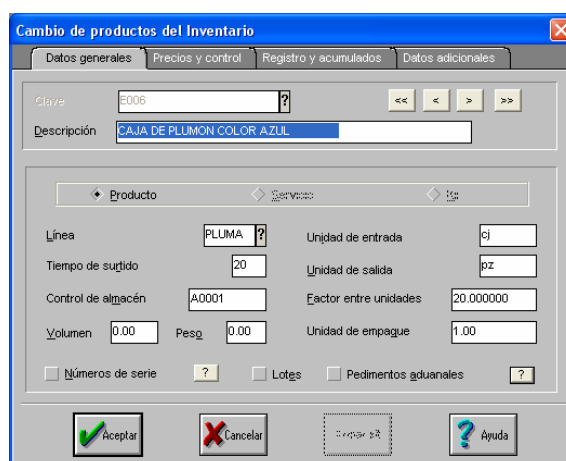 Cambio de productos del Inventario
Datos generales Precios y control Registro y acumulados Datos adicionales
Clave E006 ? << < > >>
Descripción CAJA DE PLUMON COLOR AZUL
Producto Servicio Kit
Línea PLUMA ? Unidad de entrada cj
Tiempo de surtido 20 Unidad de salida pz
Control de almacén A0001 Factor entre unidades 20.000000
Volumen 0.00 Peso 0.00 Unidad de empaque 1.00
Números de serie ? Lotes Pedimentos aduanales ?
Aceptar Cancelar ? Ayuda